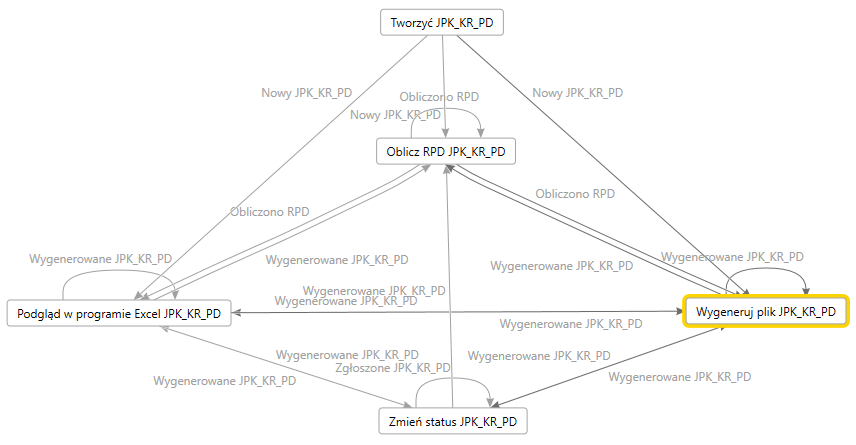 Tworzyć JPK_KR_PD
Nowy JPK_KR_PD
Obliczono RPD
Nowy JPK_KR_PD
Nowy JPK_KR_PD
Oblicz RPD JPK_KR_PD
Obliczono RPD
Obliczono RPD
Wygenerowane JPK_KR_PD
Wygenerowane JPK_KR_PD
Wygenerowane JPK_KR_PD
Wygenerowane JPK_KR_PD
Wygenerowane JPK_KR_PD
Wygenerowane JPK_KR_PD
Podgląd w programie Excel JPK_KR_PD
Wygeneruj plik JPK_KR_PD
Wygenerowane JPK_KR_PD
Wygenerowane JPK_KR_PD
Wygenerowane JPK_KR_PD
Zgłoszone JPK_KR_PD
Wygenerowane JPK_KR_PD
Wygenerowane JPK_KR_PD
Zmień status JPK_KR_PD